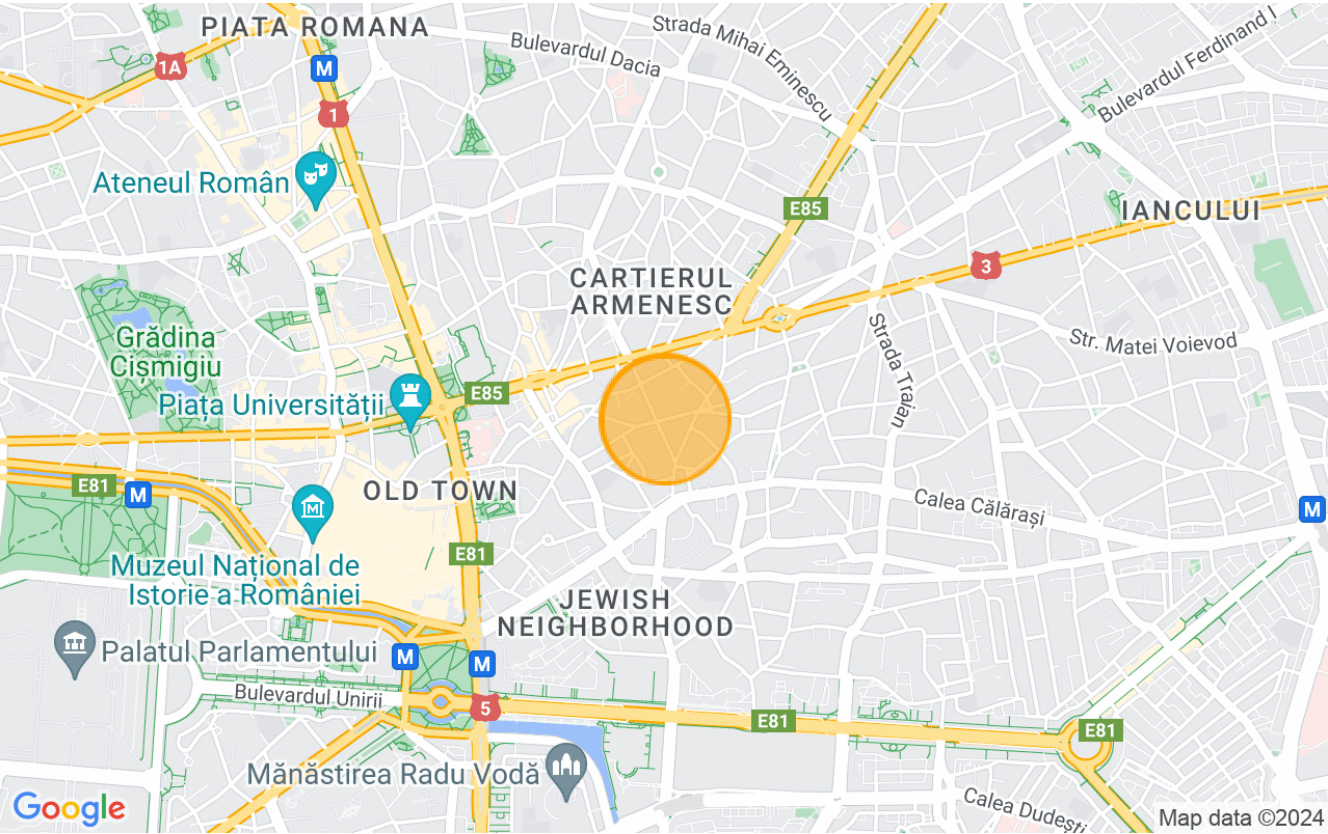 PIATA ROMANA
Strada Mihai Eminescu
Bulevardul Dacia
Bulevardul Ferdinand I
1A
M
1
Ateneul Român
E85
IANCULUI
3
CARTIERUL
ARMENESC
Grădina
Cișmigiu
Str. Matei Voievod
Strada Traian
E85
Piața Universității
E81
M
OLD TOWN
Calea Călărași
M
M
E81
Muzeul Național de
Istorie a României
JEWISH
NEIGHBORHOOD
Palatul Parlamentului
M
M
Bulevardul Unirii
5
E81
E81
Mănăstirea Radu Vodă
Calea Dudești
Google
Map data ©2024